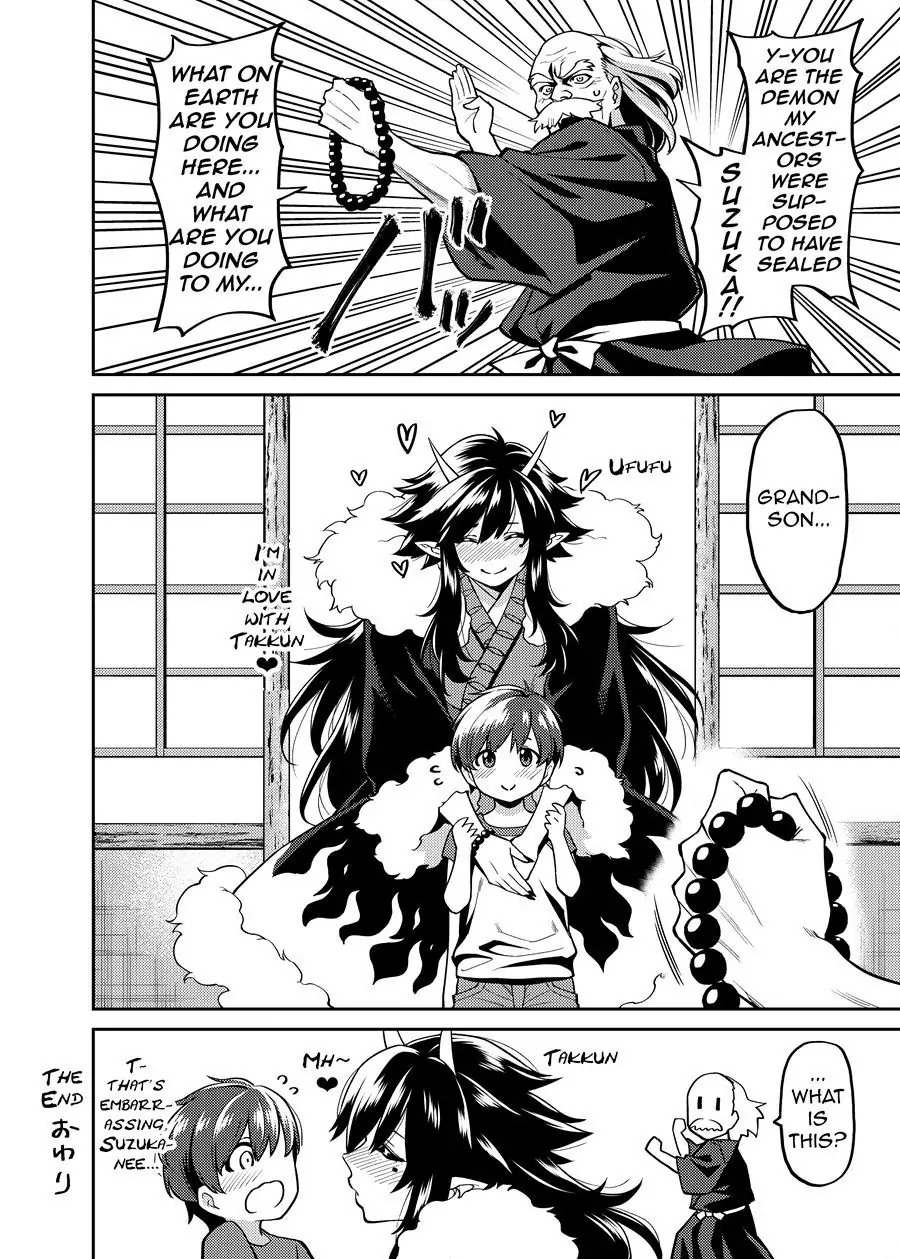 Y-YOU
ARE THE
DEMON
MY
ANCEST-
ORS
WERE
SUP-
POSED
TO HAVE
SEALED
SUZUKA!!
WHAT ON
EARTH
ARE YOU
DOING
HERE...
AND
WHAT
ARE YOU
DOING
TO MY...
バッ
GRAND-
SON...
UFUFU
I'M
IN
LOVE
WITH
TAKKUN
❤
...
WHAT
IS
THIS?
TAKKUN
MH~
❤
T-
THAT'S
EMBARR-
ASSING,
SUZUKA-
NEE...!
THE
END
おわり